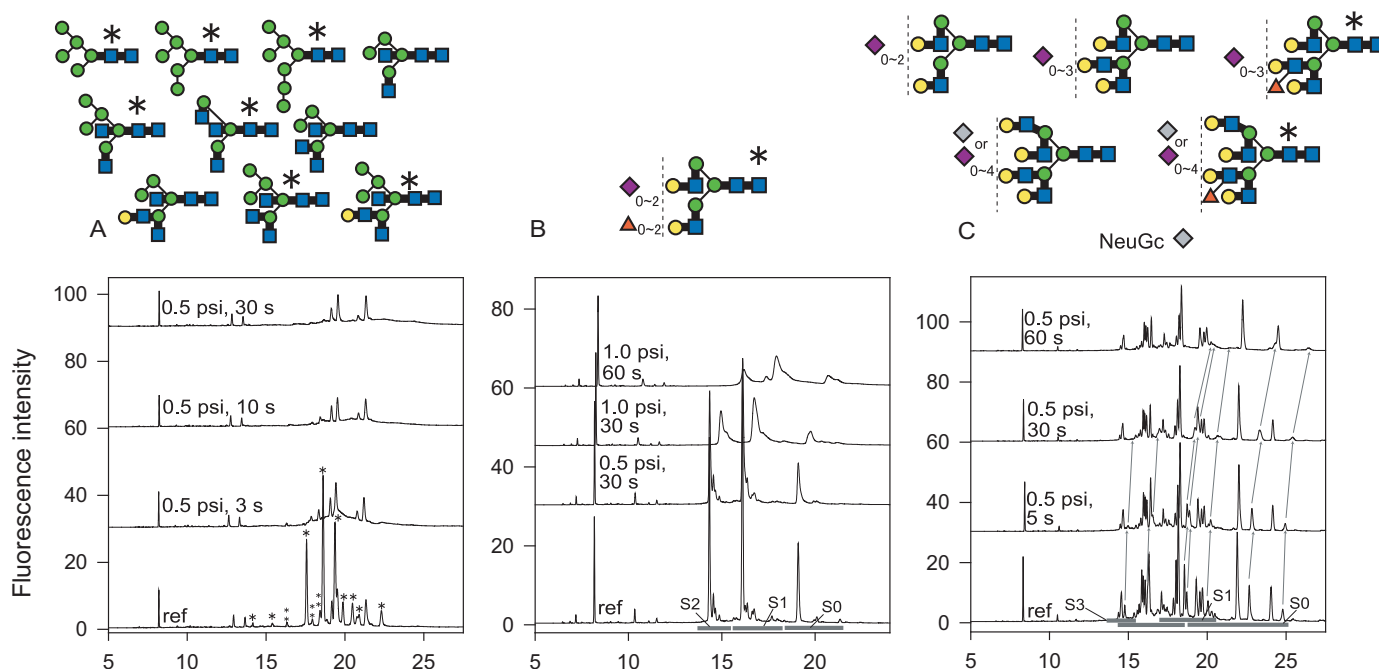 *
*
*
*
*
*
*
A
*
0~2
0~2
B
0~2
0~3
0~3
*
or
0~4
or
0~4
*
C
NeuGc
Fluorescence intensity
100
80
60
40
20
0
0.5 psi, 30 s
0.5 psi, 10 s
0.5 psi, 3 s
ref
* * * * * * * * * * * *
5 10 15 20 25
80
60
40
20
0
1.0 psi,
60 s
1.0 psi,
30 s
0.5 psi,
30 s
ref
S2
S1
S0
5 10 15 20
100
80
60
40
20
0
0.5 psi,
60 s
0.5 psi,
30 s
0.5 psi,
5 s
ref
S3
S1
S0
5 10 15 20 25